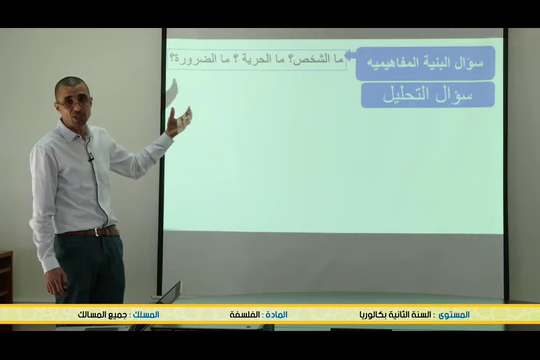 سؤال البنية المفاهيميه
ما الشخص؟ ما الحرية ؟ ما الضرورة؟
سؤال التحليل
المستوى : السنة الثانية بكالوريا المادة : الفلسفة المسلك : جميع المسالك